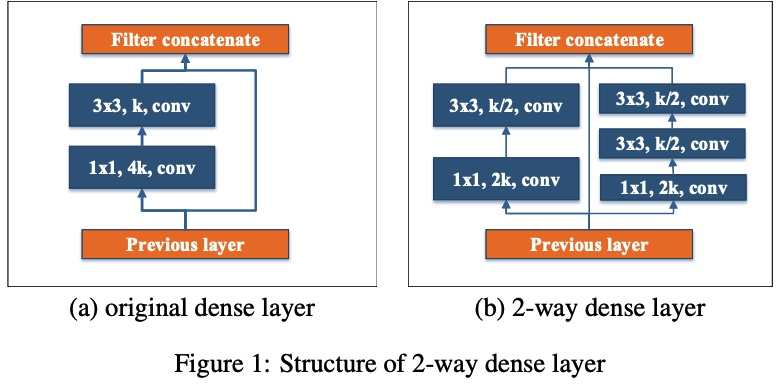 Filter concatenate
3x3, k, conv
1x1, 4k, conv
Previous layer
(a) original dense layer
Filter concatenate
3x3, k/2, conv
1x1, 2k, conv
3x3, k/2, conv
3x3, k/2, conv
1x1, 2k, conv
Previous layer
(b) 2-way dense layer
Figure 1: Structure of 2-way dense layer